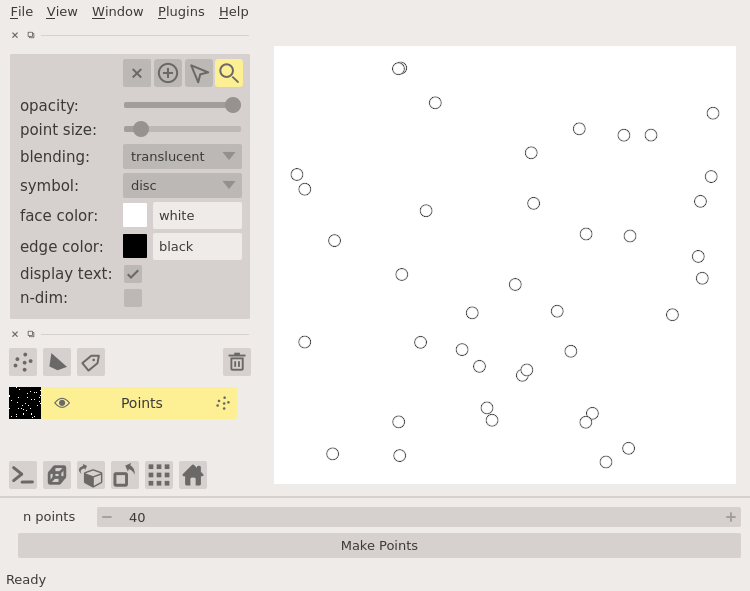 File View Window Plugins Help
opacity:
point size:
blending: translucent
symbol: disc
face color: white
edge color: black
display text:
n-dim:
Points
n points 40
Make Points
Ready